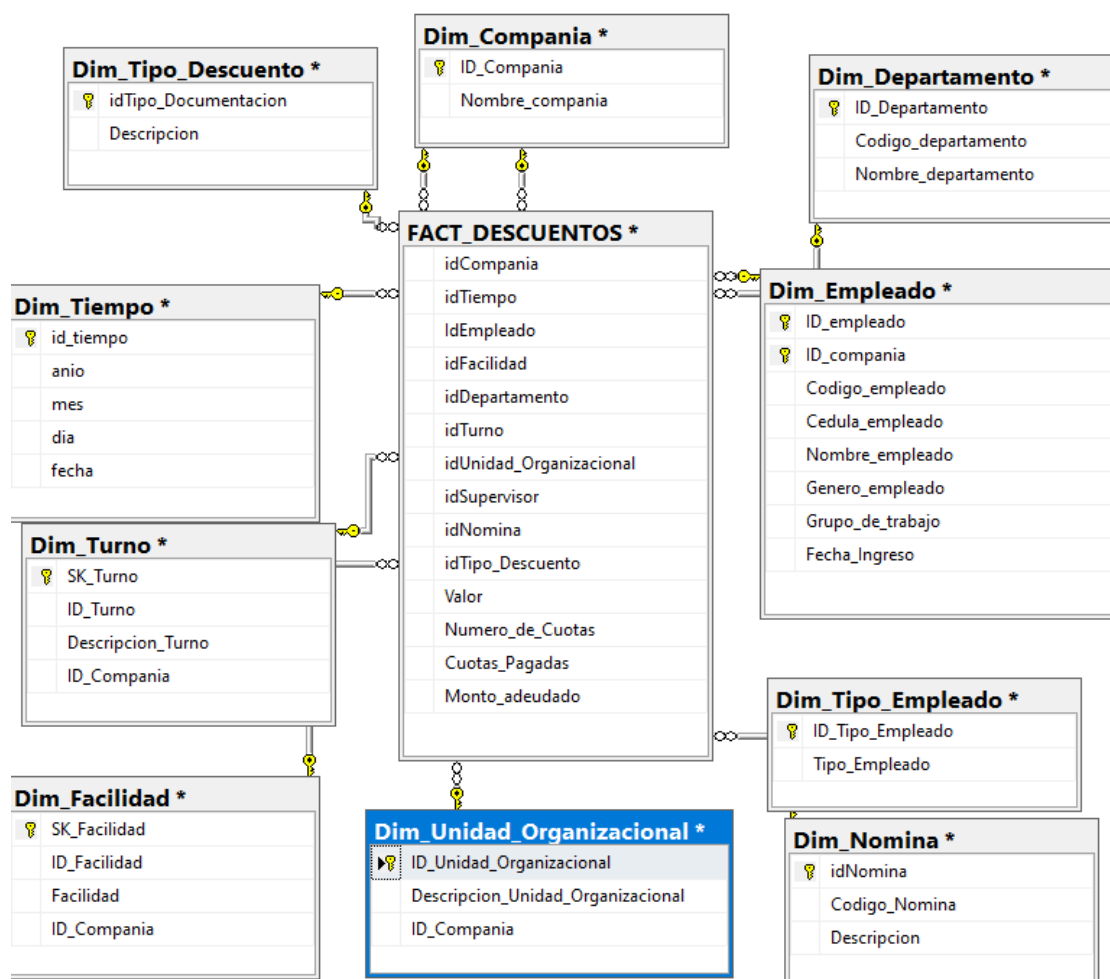 Dim_Compania *
ID_Compania
Nombre_compania
Dim_Tipo_Descuento *
idTipo_Documentacion
Descripcion
Dim_Departamento *
ID_Departamento
Codigo_departamento
Nombre_departamento
FACT_DESCUENTOS *
idCompania
idTiempo
IdEmpleado
idFacilidad
idDepartamento
idTurno
idUnidad_Organizacional
idSupervisor
idNomina
idTipo_Descuento
Valor
Numero_de_Cuotas
Cuotas_Pagadas
Monto_adeudado
Dim_Tiempo *
id_tiempo
anio
mes
dia
fecha
Dim_Empleado *
ID_empleado
ID_compania
Codigo_empleado
Cedula_empleado
Nombre_empleado
Genero_empleado
Grupo_de_trabajo
Fecha_Ingreso
Dim_Turno *
SK_Turno
ID_Turno
Descripcion_Turno
ID_Compania
Dim_Tipo_Empleado *
ID_Tipo_Empleado
Tipo_Empleado
Dim_Facilidad *
SK_Facilidad
ID_Facilidad
Facilidad
ID_Compania
Dim_Unidad_Organizacional *
ID_Unidad_Organizacional
Descripcion_Unidad_Organizacional
ID_Compania
Dim_Nomina *
idNomina
Codigo_Nomina
Descripcion